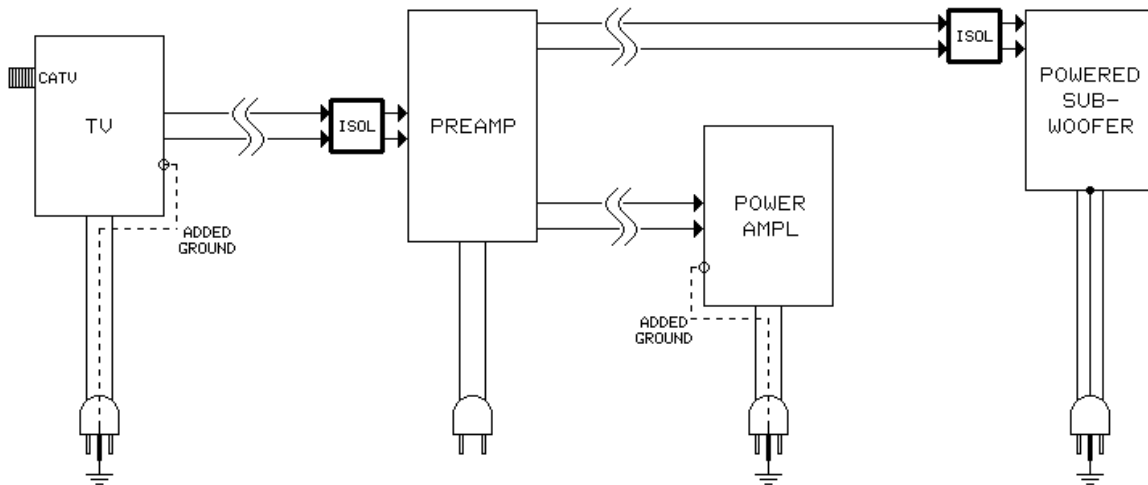 CATV
TV
ADDED
GROUND
ISOL
PREAMP
ADDED
GROUND
POWER
AMPL
ISOL
POWERED
SUB-
WOOFER